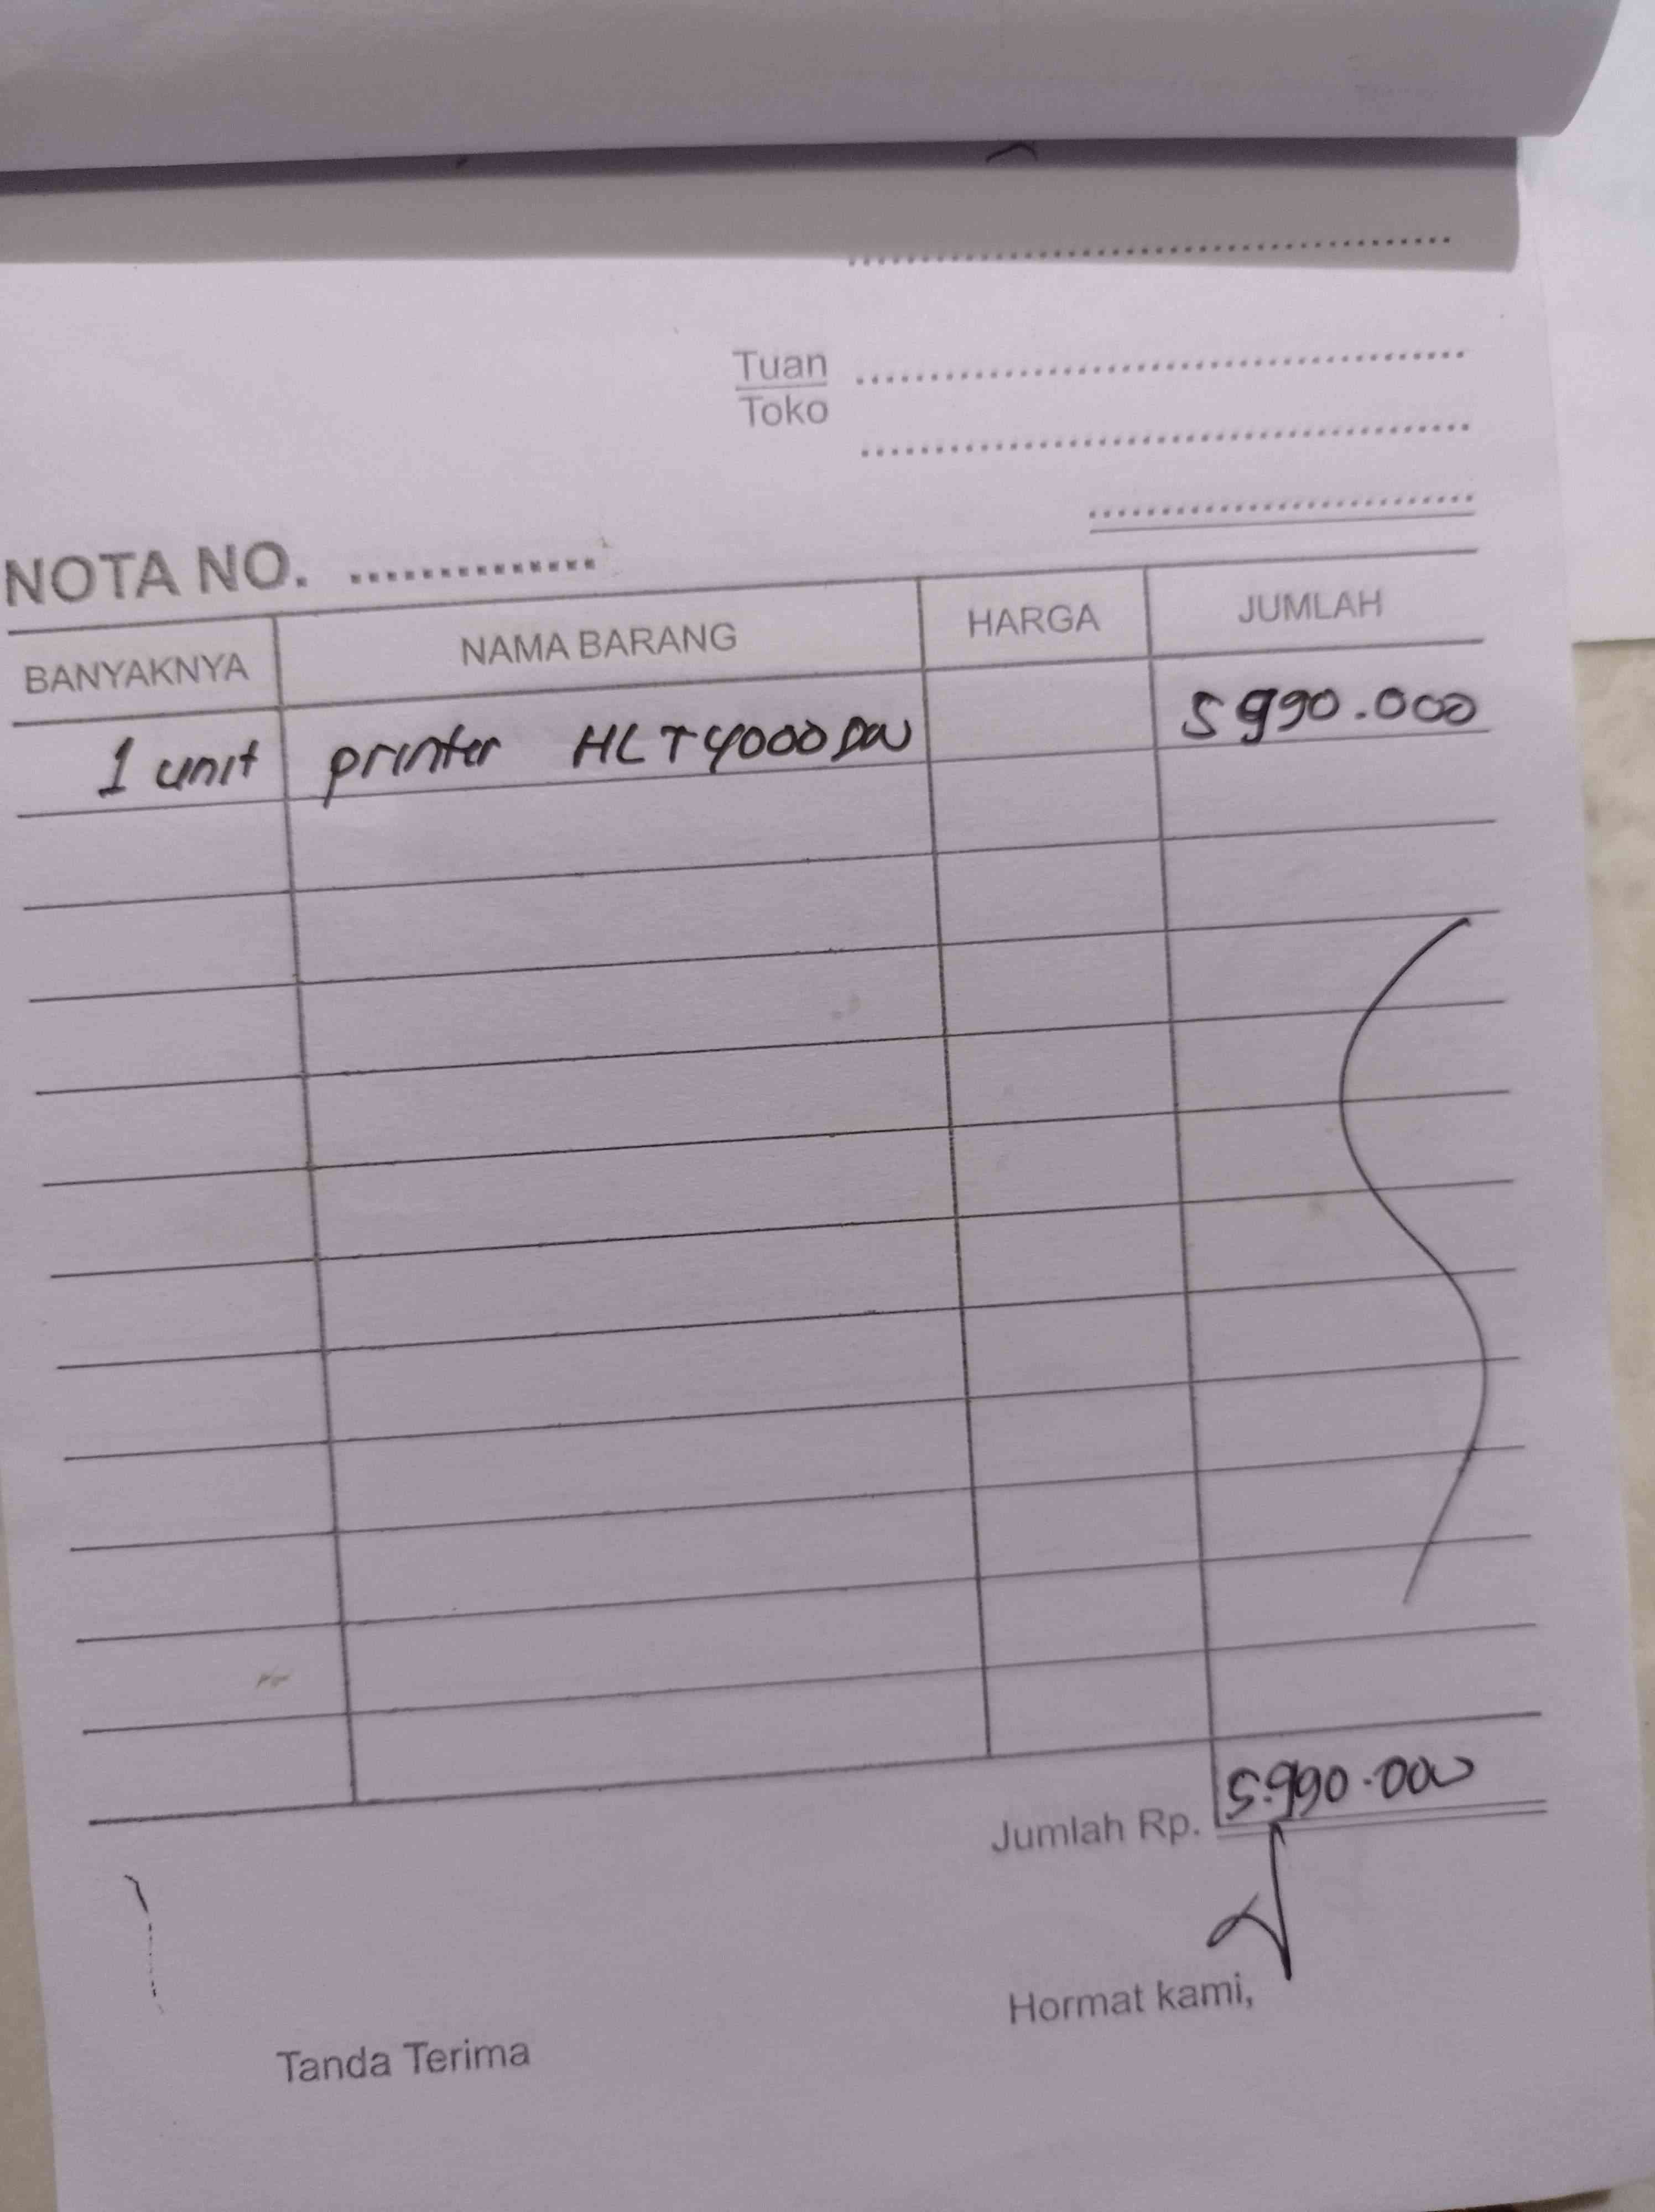 Tuan
Toko
NOTA NO.
BANYAKNYA NAMA BARANG HARGA JUMLAH
1 unit printer HLT4000DW 5990.000
Jumlah Rp. 5.990.000
Hormat kami,
Tanda Terima